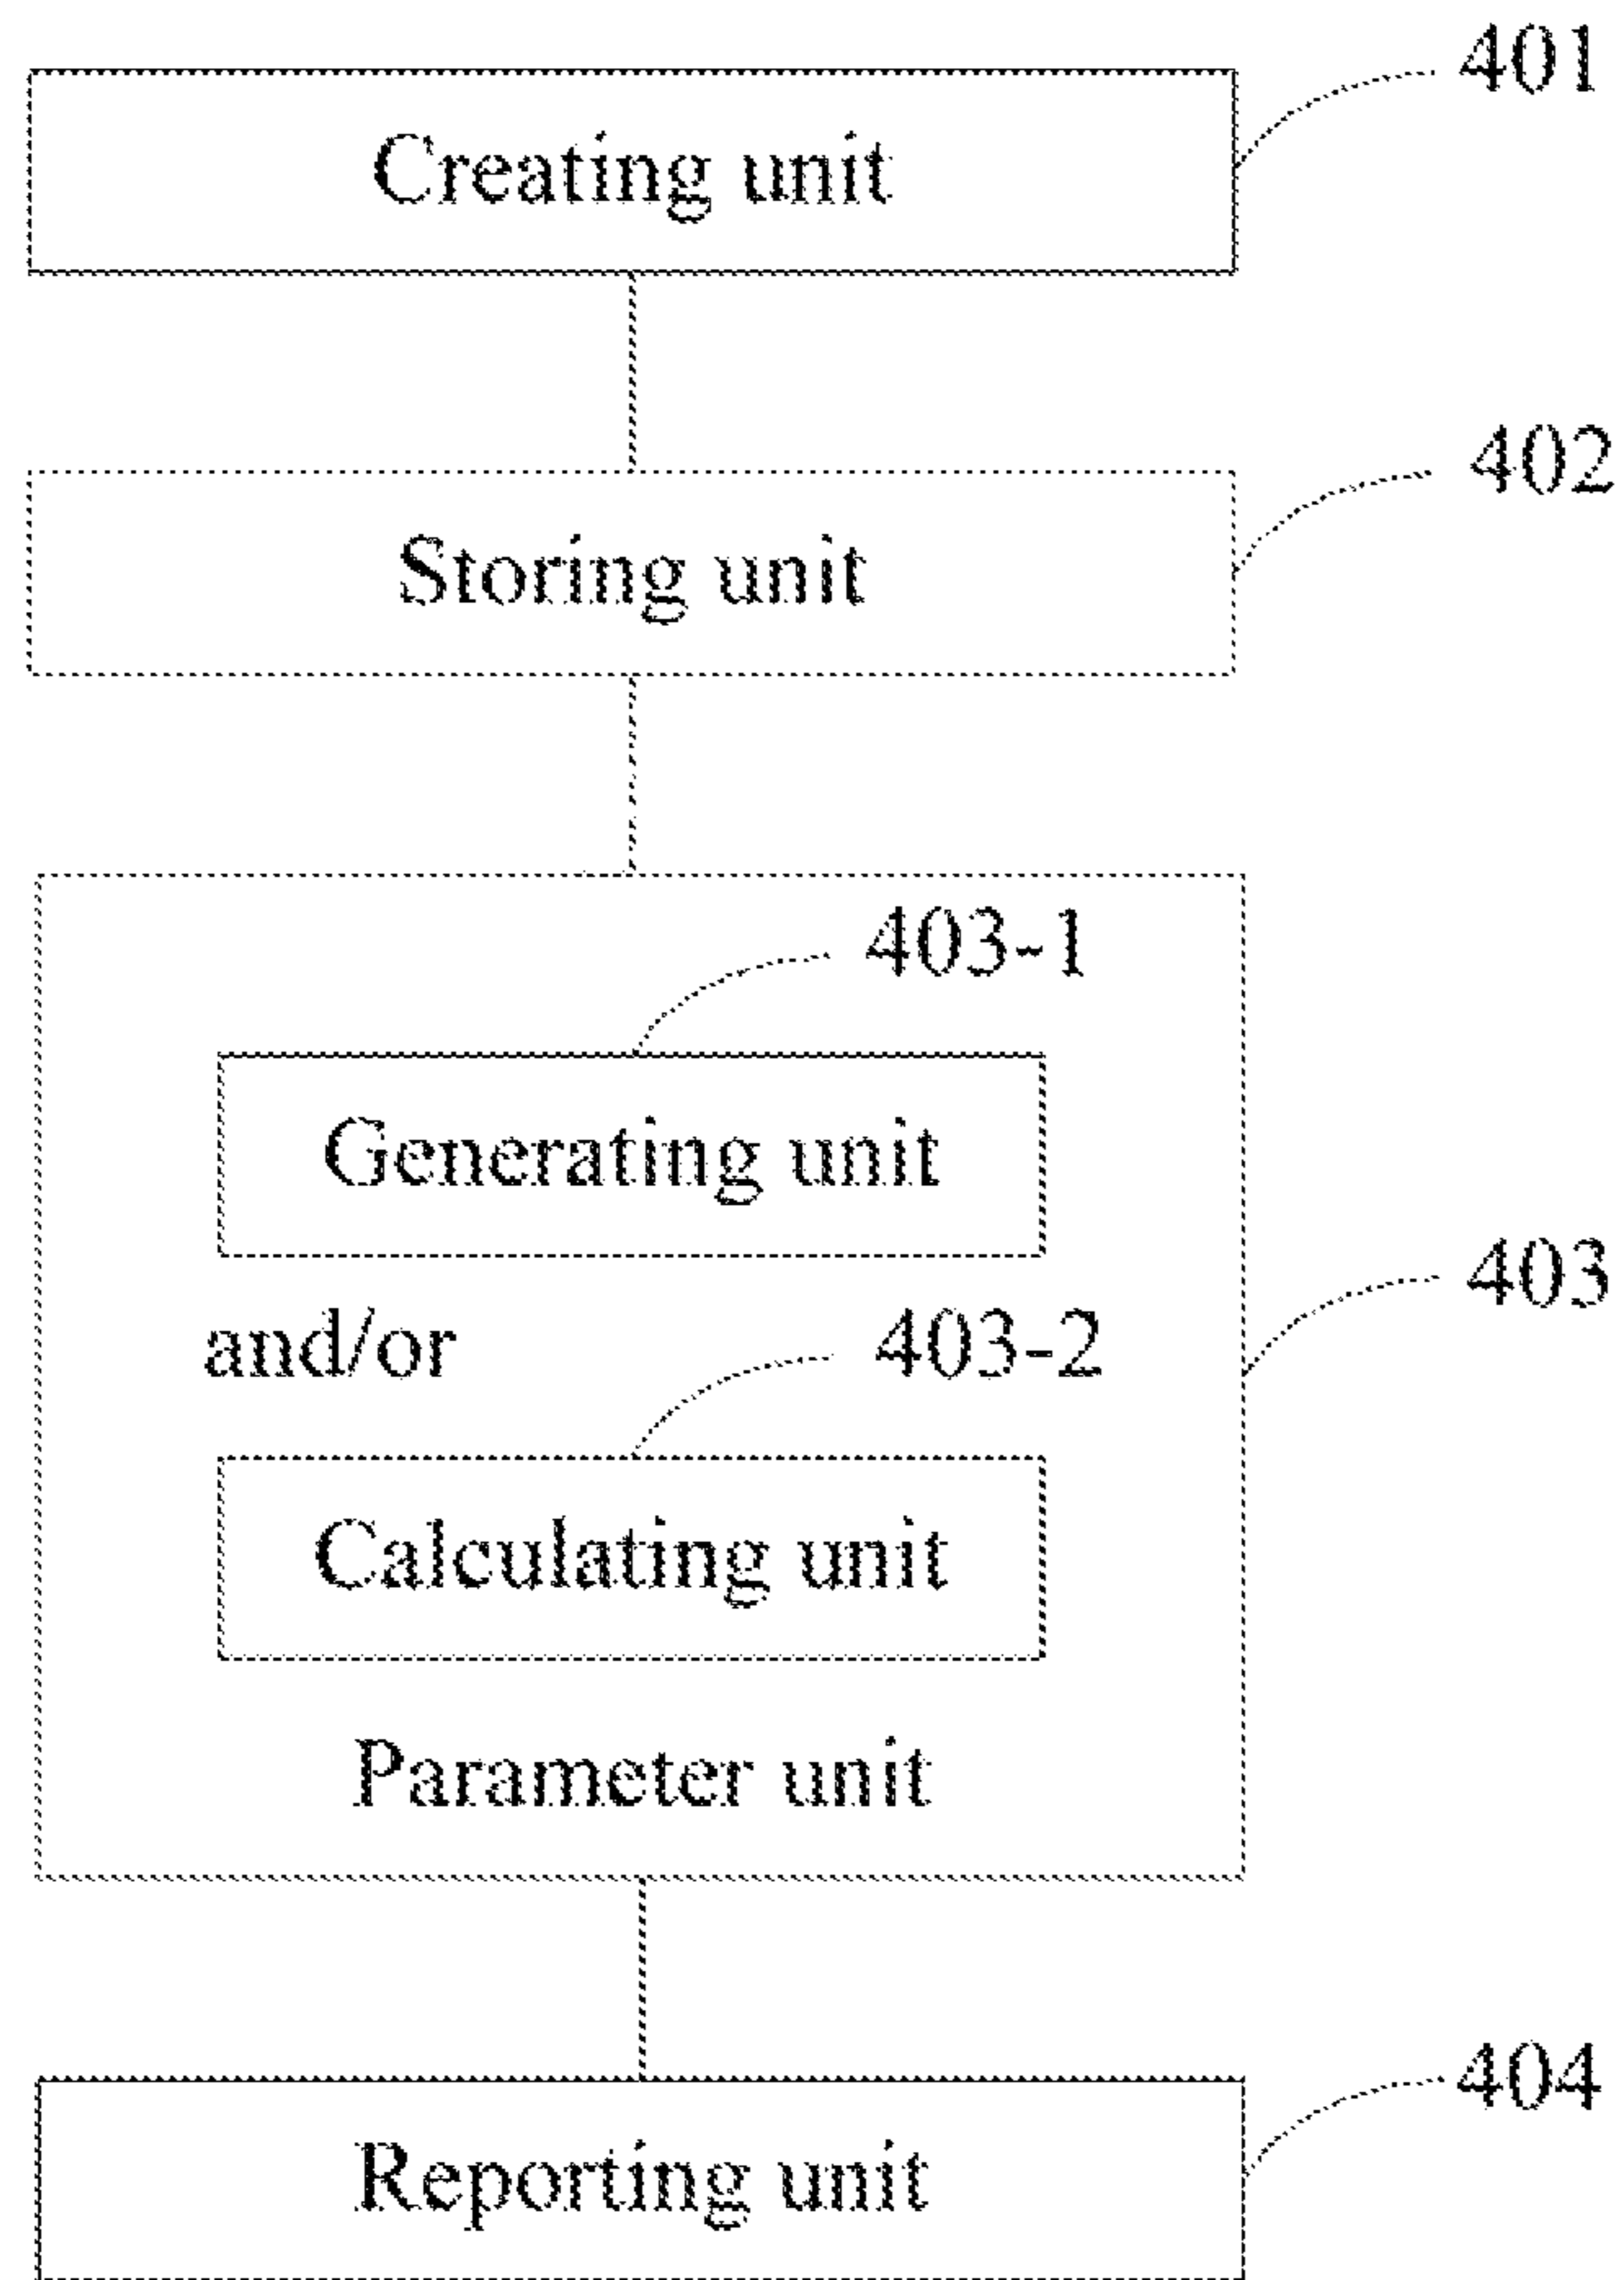 401
Creating unit
402
Storing unit
403-1
Generating unit
403
and/or
403-2
Calculating unit
Parameter unit
404
Reporting unit